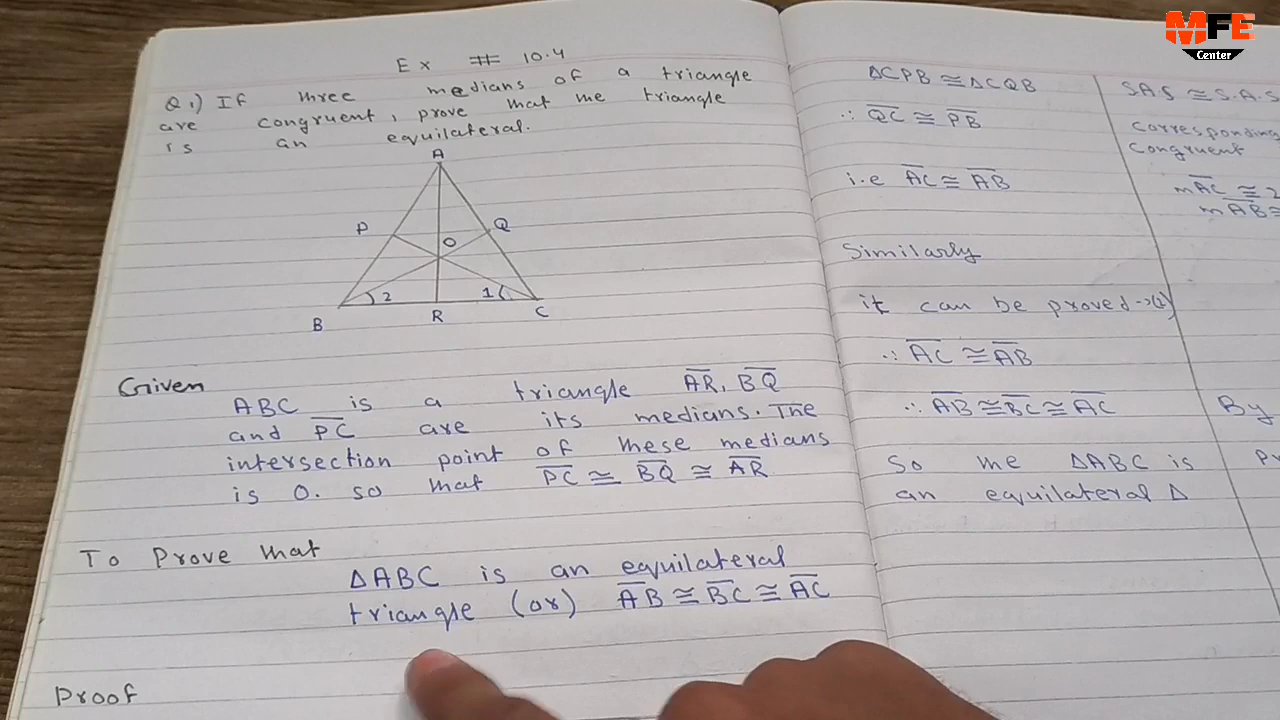 MFE
Center
Ex # 10.4
Q.1) If three medians of a triangle
are congruent, prove that the triangle
is an equilateral.
A
P
Q
O
2
1
B
R
C
Given
ABC is a triangle AR, BQ
and PC are its medians. The
intersection point of these medians
is O. so that PC ≅ BQ ≅ AR
To Prove that
ΔABC is an equilateral
triangle (or) AB ≅ BC ≅ AC
Proof
ΔCPB ≅ ΔCQB
∴ QC ≅ PB
i.e AC ≅ AB
Similarly
it can be proved
∴ AC ≅ AB
∴ AB ≅ BC ≅ AC
So the ΔABC is
an equilateral Δ
SAS ≅ S.A.S
Corresponding
Congruent
mAC ≅
mAB ≅
By